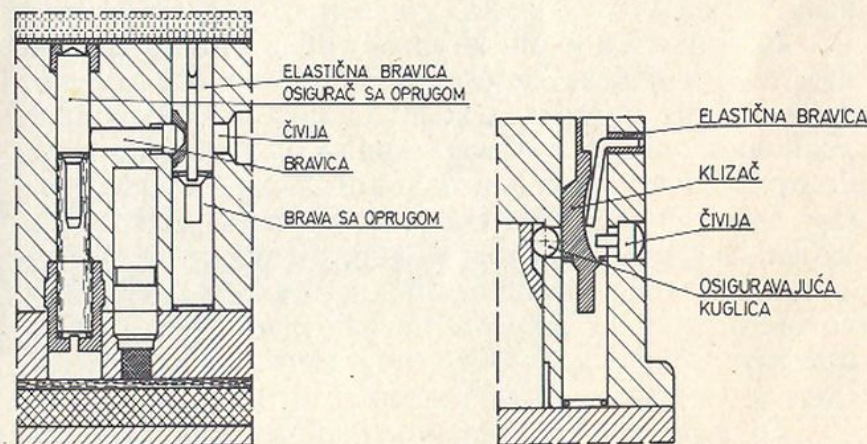 ELASTIČNA BRAVICA
OSIGURAČ SA OPRUGOM
ČIVIJA
BRAVICA
BRAVA SA OPRUGOM
ELASTIČNA BRAVICA
KLIZAČ
ČIVIJA
OSIGURAVAJUĆA
KUGLICA